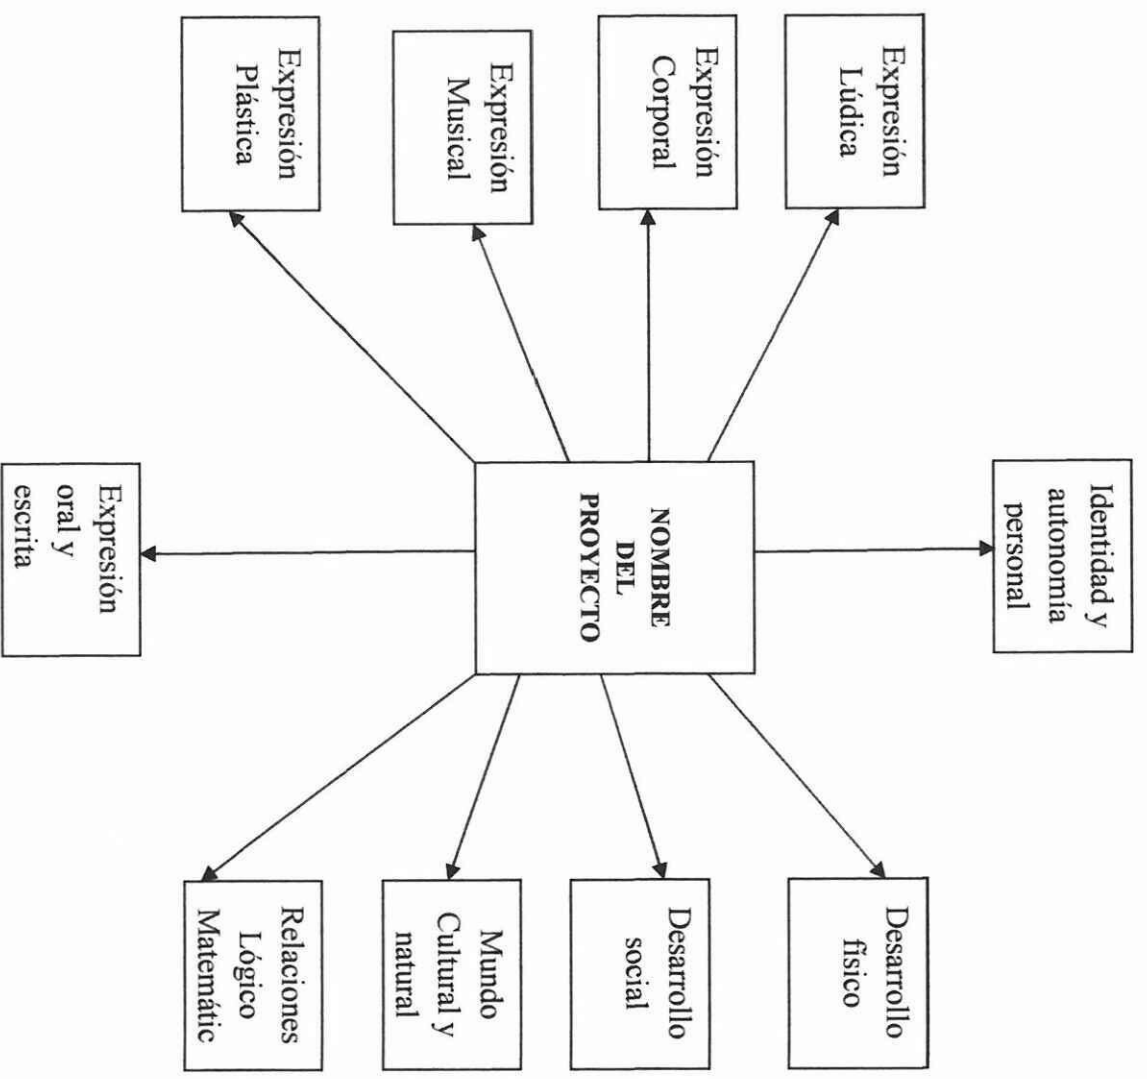 Identidad y
autonomía
personal
Expresión
Lúdica
Desarrollo
físico
Expresión
Corporal
Desarrollo
social
NOMBRE
DEL
PROYECTO
Expresión
Musical
Mundo
Cultural y
natural
Expresión
Plástica
Relaciones
Lógico
Matemátic
Expresión
oral y
escrita